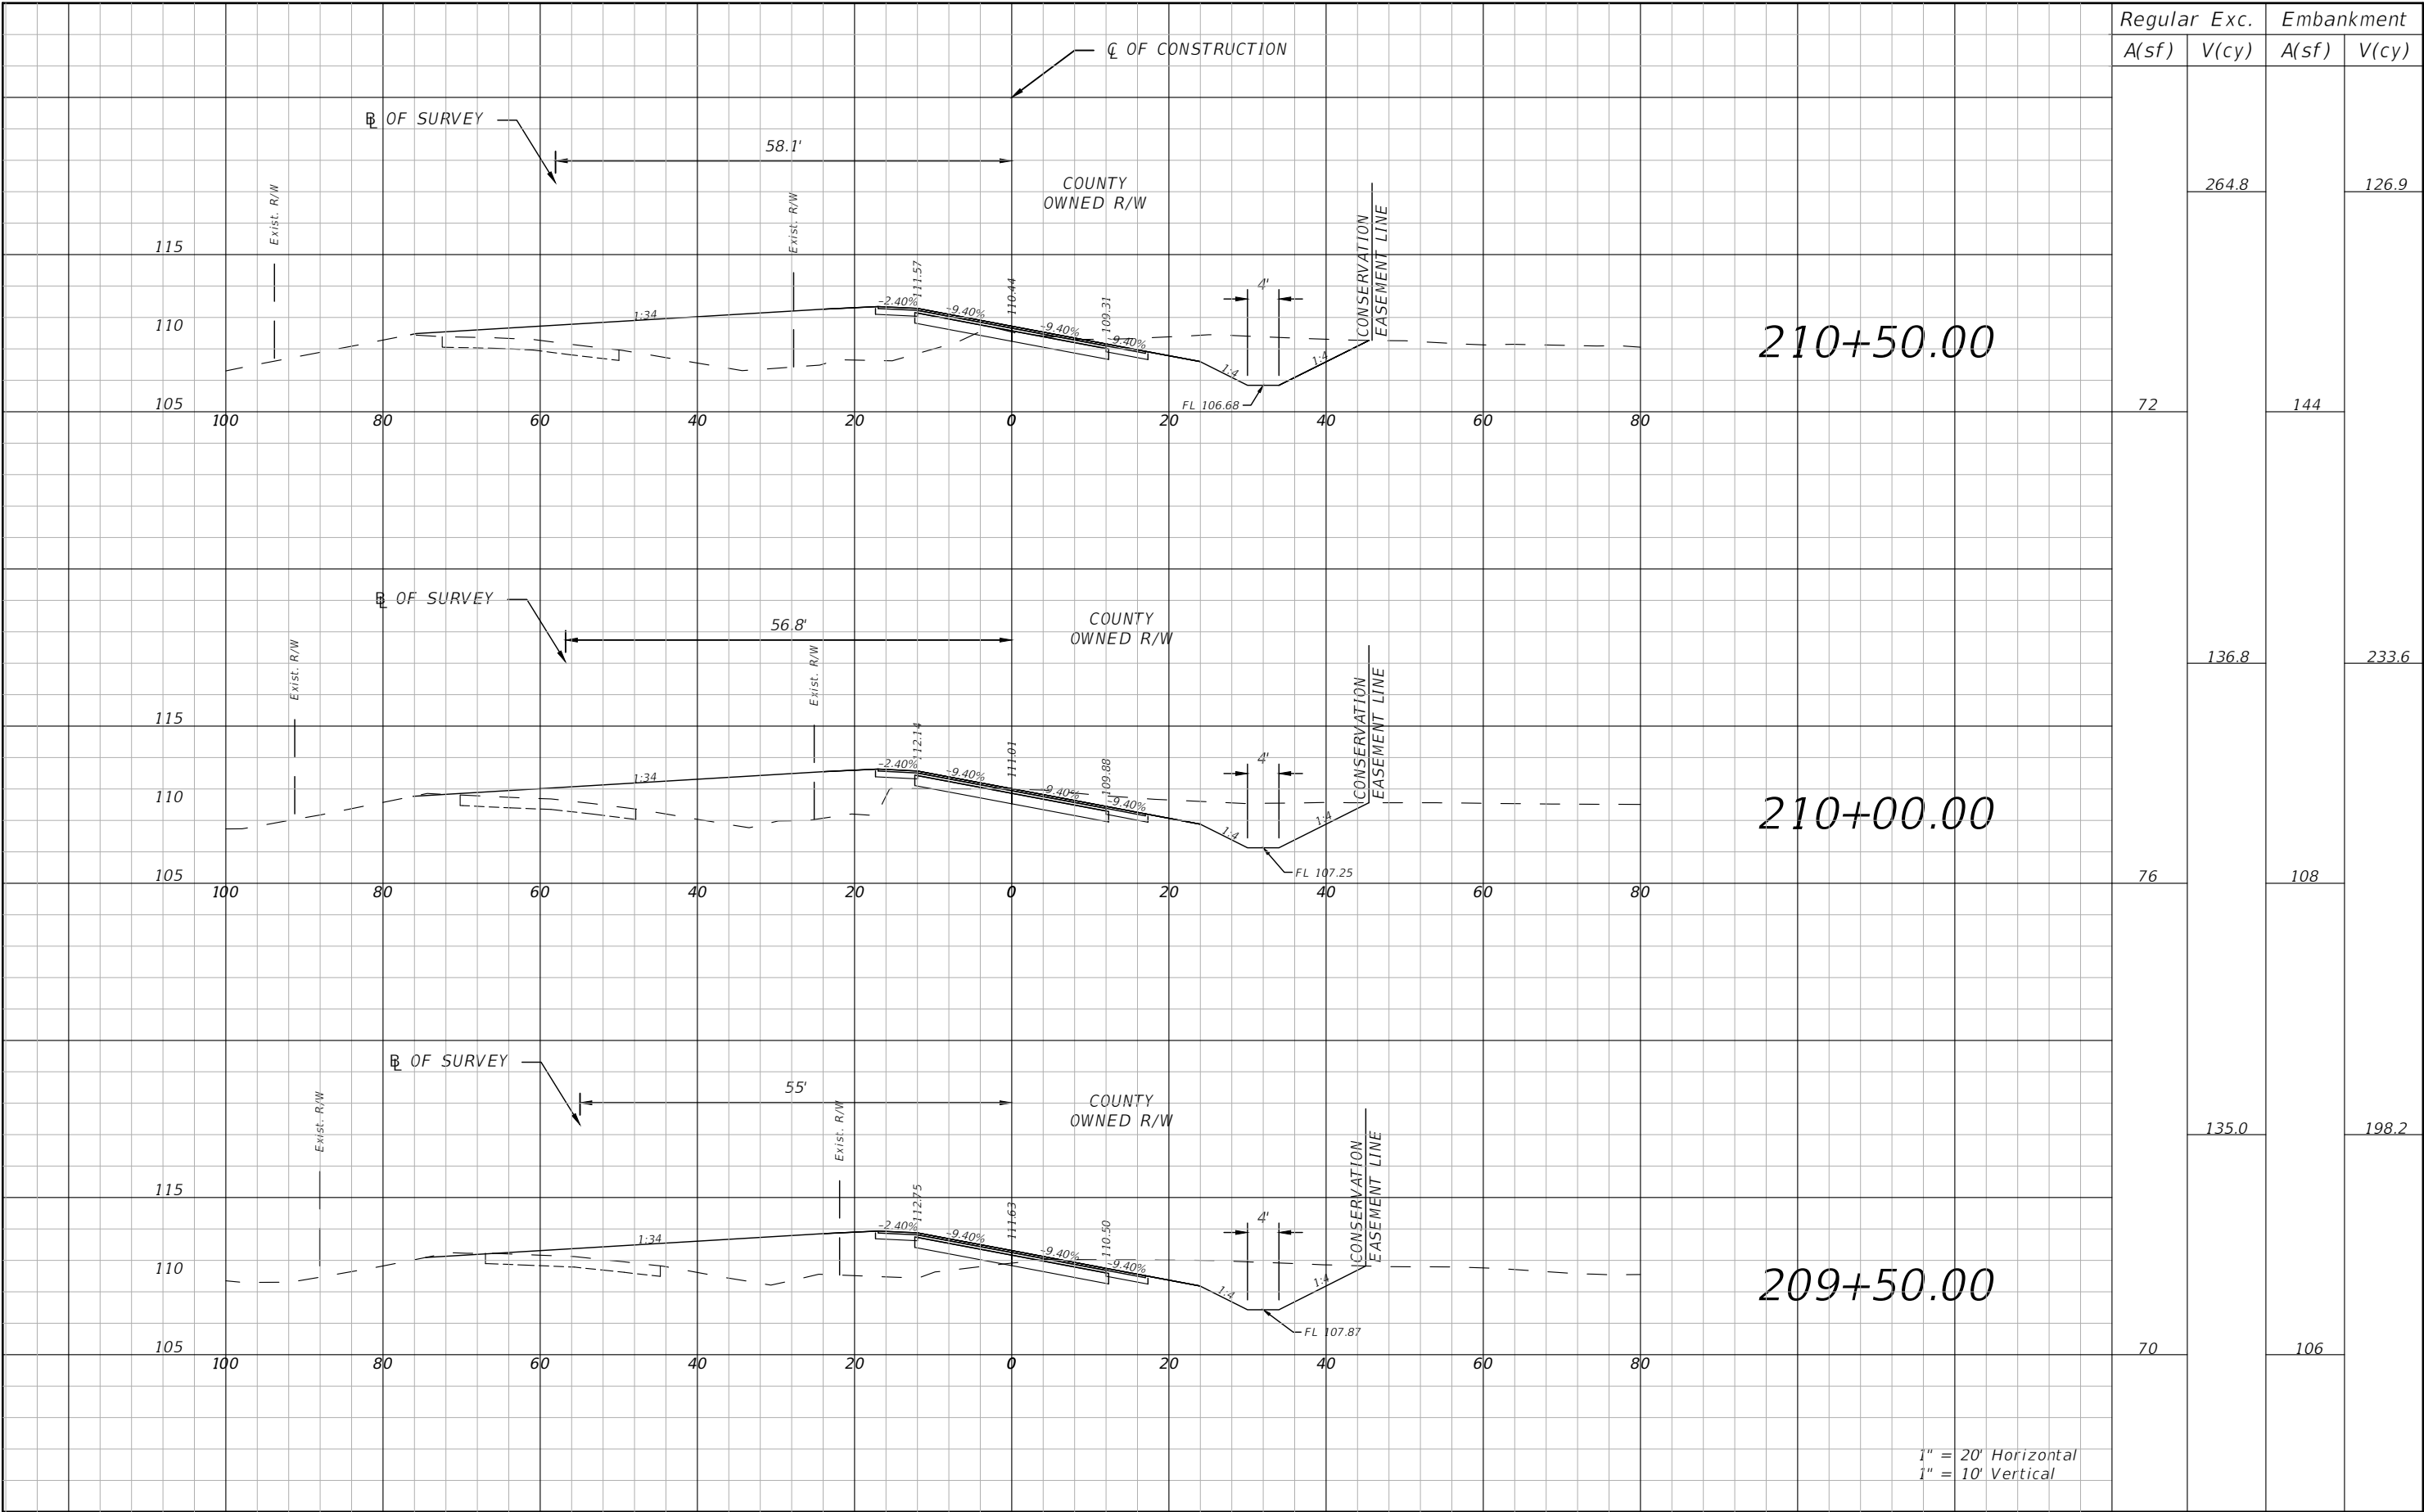 Regular Exc. Embankment
A(sf) V(cy) A(sf) V(cy)
℄ OF CONSTRUCTION
B/L OF SURVEY
58.1'
COUNTY
OWNED R/W
Exist. R/W
Exist. R/W
CONSERVATION
EASEMENT LINE
264.8 126.9
115
110
105
1:34
-2.40%
111.57
-9.40%
110.44
-9.40%
109.31
-9.40%
4'
1:4
1:4
FL 106.68
210+50.00
72 144
100 80 60 40 20 0 20 40 60 80
B/L OF SURVEY
56.8'
COUNTY
OWNED R/W
Exist. R/W
Exist. R/W
CONSERVATION
EASEMENT LINE
136.8 233.6
115
110
105
1:34
-2.40%
112.14
-9.40%
111.01
-9.40%
109.88
-9.40%
4'
1:4
1:4
FL 107.25
210+00.00
76 108
100 80 60 40 20 0 20 40 60 80
B/L OF SURVEY
55'
COUNTY
OWNED R/W
Exist. R/W
Exist. R/W
CONSERVATION
EASEMENT LINE
135.0 198.2
115
110
105
1:34
-2.40%
112.75
-9.40%
111.63
-9.40%
110.50
-9.40%
4'
1:4
1:4
FL 107.87
209+50.00
70 106
100 80 60 40 20 0 20 40 60 80
1" = 20' Horizontal
1" = 10' Vertical